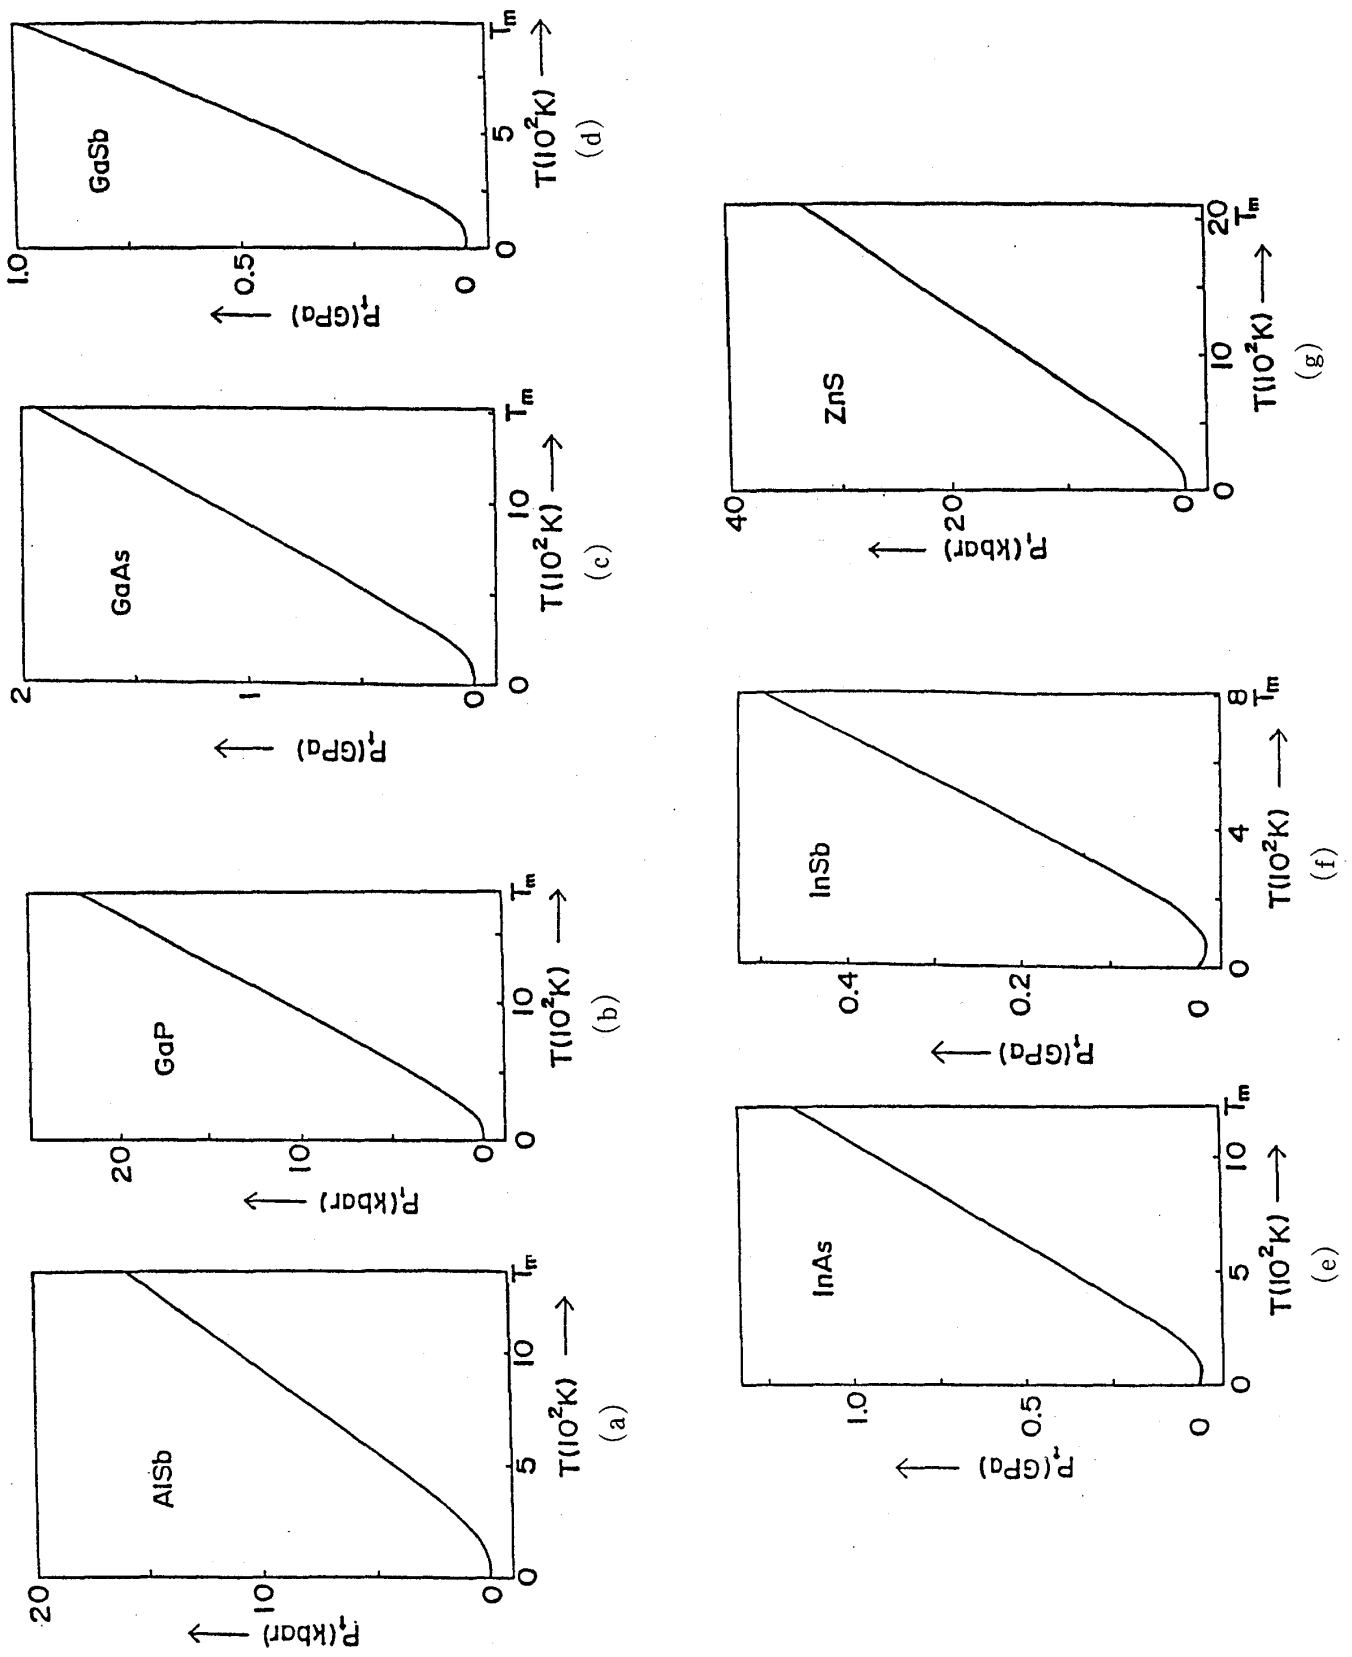 AlSb
P_t(kbar) →
20
10
0
0
5
10
T_m
T(10²K) →
(a)
GaP
P_t(kbar) →
20
10
0
0
10
T_m
T(10²K) →
(b)
GaAs
P_t(GPa) →
2
1
0
0
10
T_m
T(10²K) →
(c)
GaSb
P_t(GPa) →
1.0
0.5
0
0
5
T_m
T(10²K) →
(d)
InAs
P_t(GPa) →
1.0
0.5
0
0
5
10
T_m
T(10²K) →
(e)
InSb
P_t(GPa) →
0.4
0.2
0
0
4
8
T_m
T(10²K) →
(f)
ZnS
P_t(kbar) →
40
20
0
0
10
20
T_m
T(10²K) →
(g)